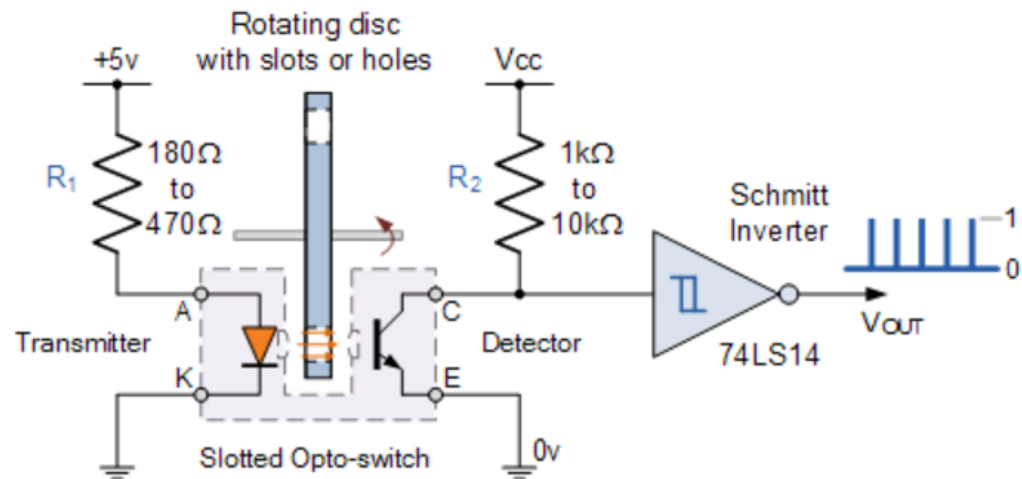 Rotating disc
with slots or holes
+5v
Vcc
R1
180Ω
to
470Ω
R2
1kΩ
to
10kΩ
Schmitt
Inverter
1
0
A
C
Transmitter
Detector
VOUT
74LS14
K
E
Slotted Opto-switch
0v